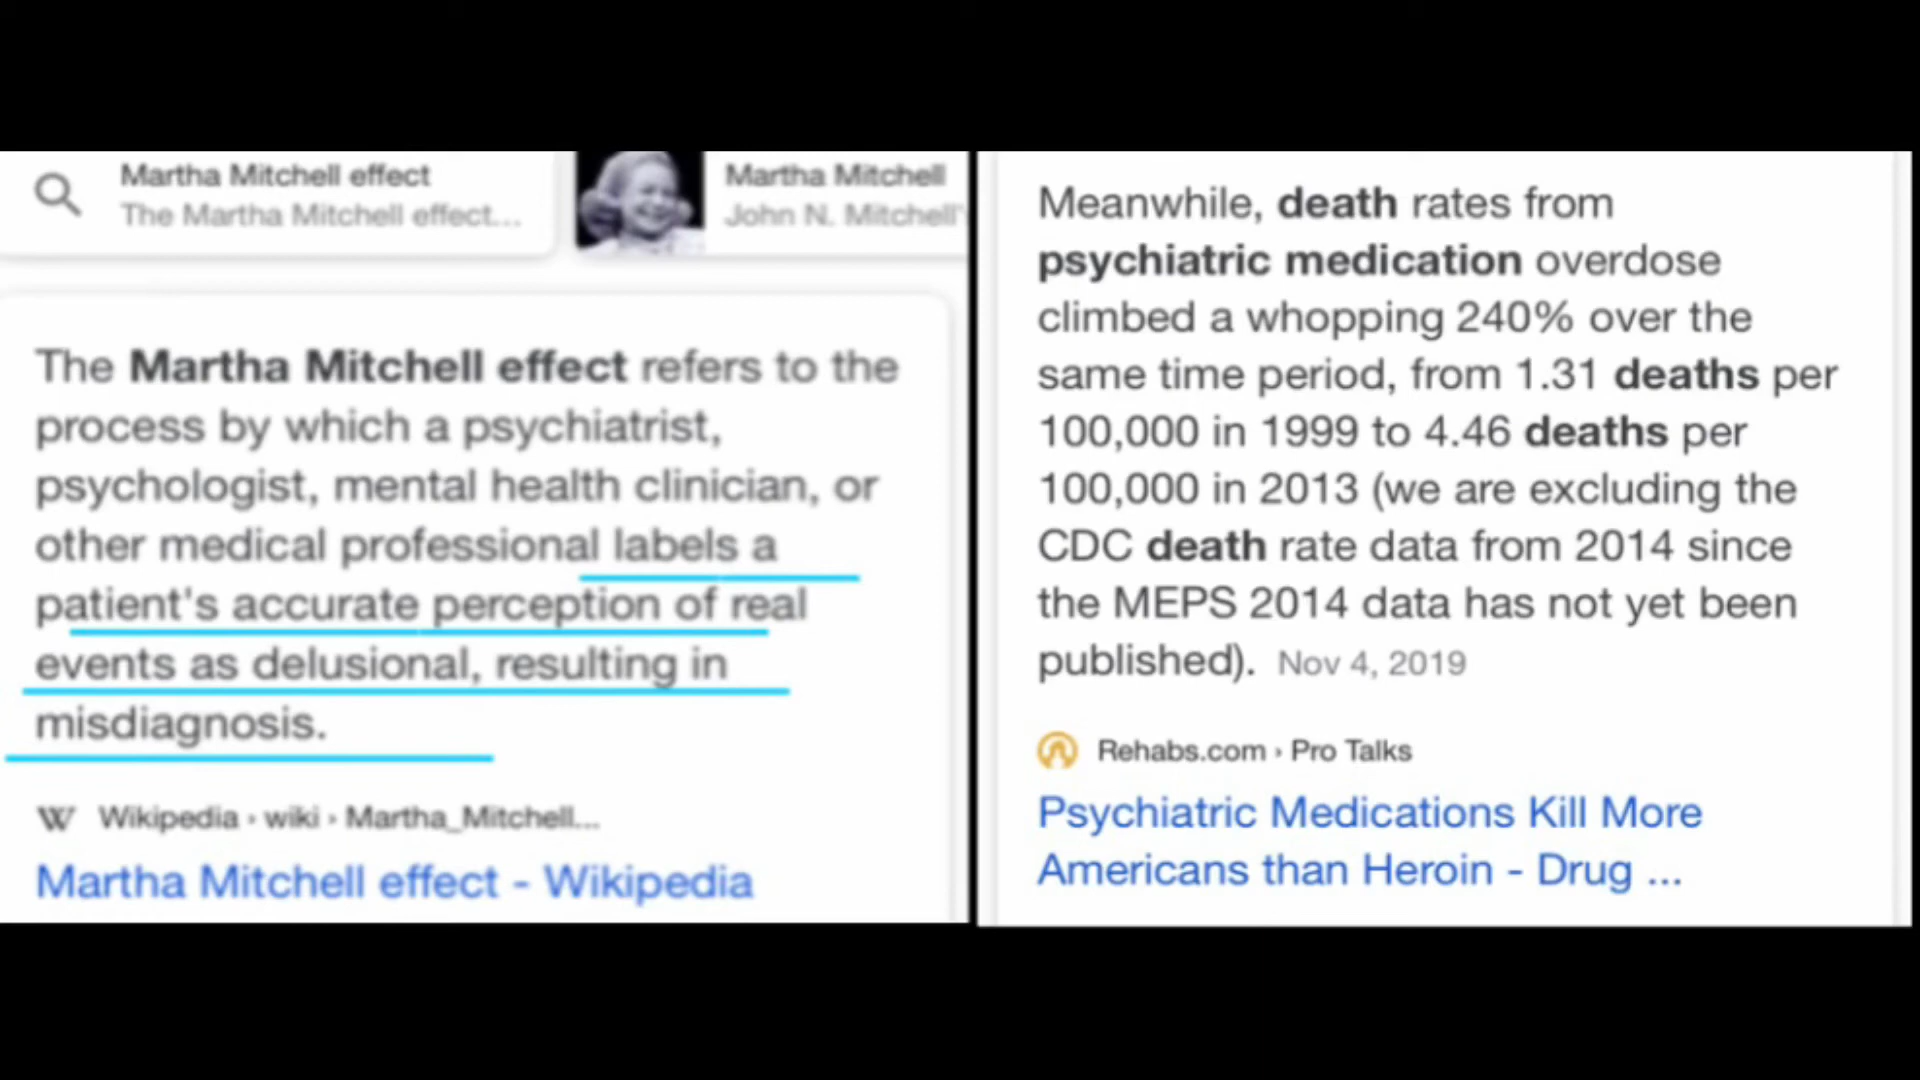 Martha Mitchell effect
The Martha Mitchell effect...
Martha Mitchell
John N. Mitchell'
The Martha Mitchell effect refers to the
process by which a psychiatrist,
psychologist, mental health clinician, or
other medical professional labels a
patient's accurate perception of real
events as delusional, resulting in
misdiagnosis.
W Wikipedia › wiki › Martha_Mitchell...
Martha Mitchell effect - Wikipedia
Meanwhile, death rates from
psychiatric medication overdose
climbed a whopping 240% over the
same time period, from 1.31 deaths per
100,000 in 1999 to 4.46 deaths per
100,000 in 2013 (we are excluding the
CDC death rate data from 2014 since
the MEPS 2014 data has not yet been
published). Nov 4, 2019
Rehabs.com › Pro Talks
Psychiatric Medications Kill More
Americans than Heroin - Drug ...